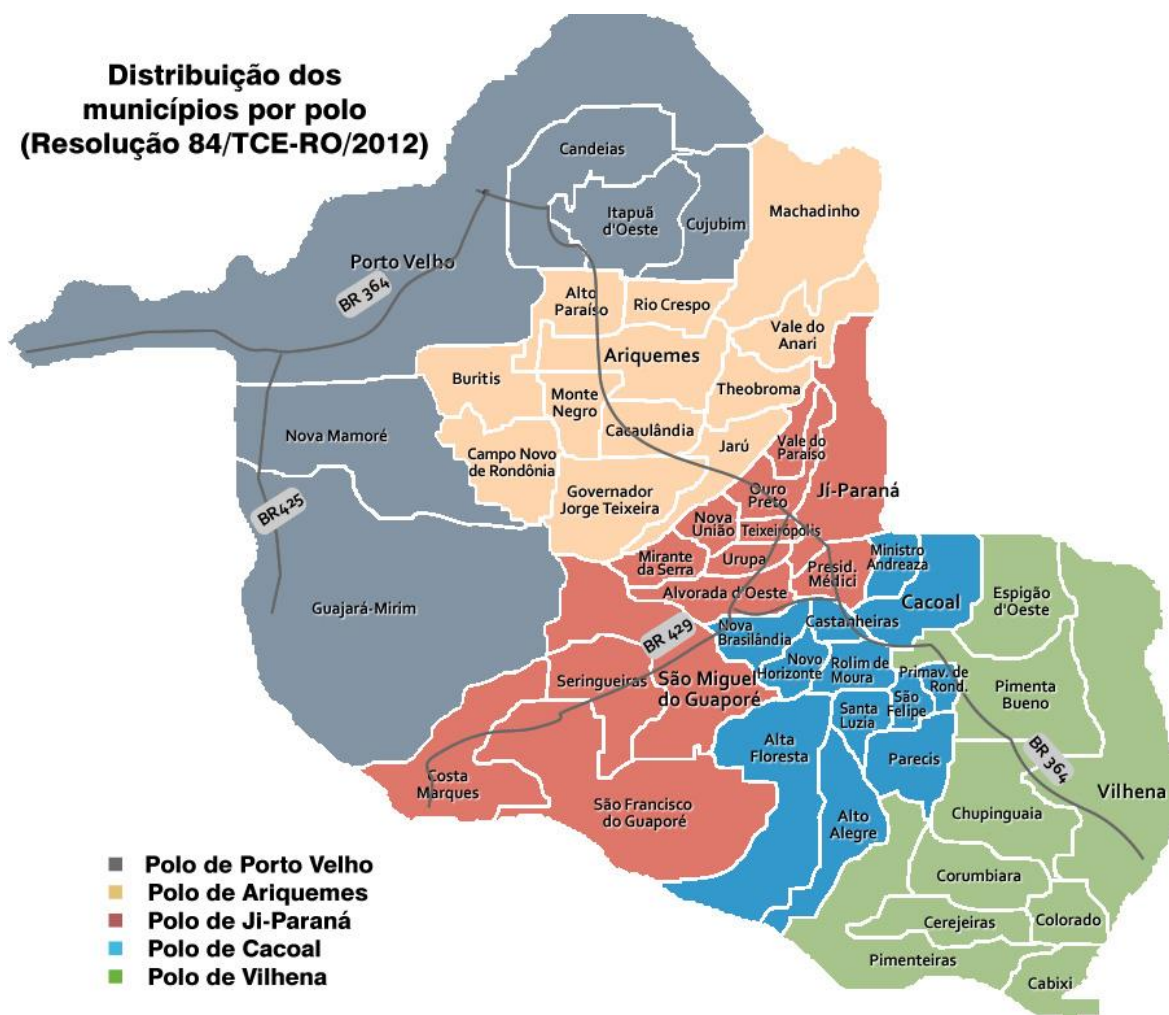 Distribuição dos
municípios por polo
(Resolução 84/TCE-RO/2012)
Candeias
Itapuã
d'Oeste
Cujubim
Machadinho
Porto Velho
BR 364
Alto
Paraíso
Rio Crespo
Vale do
Anari
Ariquemes
Buritis
Monte
Negro
Theobroma
Nova Mamoré
Cacaulândia
Jarú
Vale do
Paraíso
Campo Novo
de Rondônia
Governador
Jorge Teixeira
Ouro
Preto
Jí-Paraná
BR425
Nova
União
Teixeirópolis
Mirante
da Serra
Urupa
Presid.
Médici
Ministro
Andreaza
Alvorada d'Oeste
Cacoal
Espigão
d'Oeste
Guajará-Mirim
BR 429
Nova
Brasilândia
Castanheiras
Seringueiras
São Miguel
do Guaporé
Novo
Horizonte
Rolim de
Moura
Primav. de
Rond.
São
Felipe
Pimenta
Bueno
Santa
Luzia
Alta
Floresta
Parecis
BR 364
Costa
Marques
Vilhena
São Francisco
do Guaporé
Alto
Alegre
Chupinguaia
Corumbiara
Cerejeiras
Colorado
Pimenteiras
Cabixi
Polo de Porto Velho
Polo de Ariquemes
Polo de Ji-Paraná
Polo de Cacoal
Polo de Vilhena